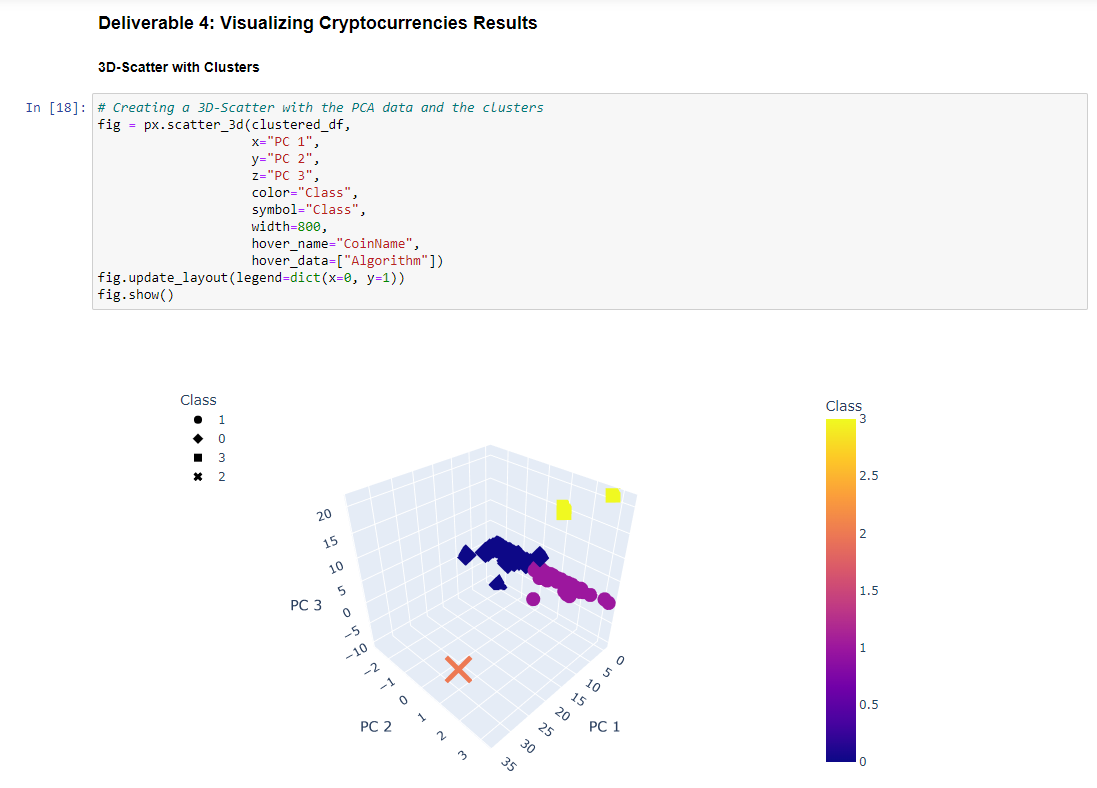 Deliverable 4: Visualizing Cryptocurrencies Results
3D-Scatter with Clusters
In [18]: # Creating a 3D-Scatter with the PCA data and the clusters
fig = px.scatter_3d(clustered_df,
x="PC 1",
y="PC 2",
z="PC 3",
color="Class",
symbol="Class",
width=800,
hover_name="CoinName",
hover_data=["Algorithm"])
fig.update_layout(legend=dict(x=0, y=1))
fig.show()
Class
1
0
3
2
20
15
10
5
0
−5
−10
PC 3
−2
−1
0
1
2
3
PC 2
0
5
10
15
20
25
30
35
PC 1
Class
3
2.5
2
1.5
1
0.5
0